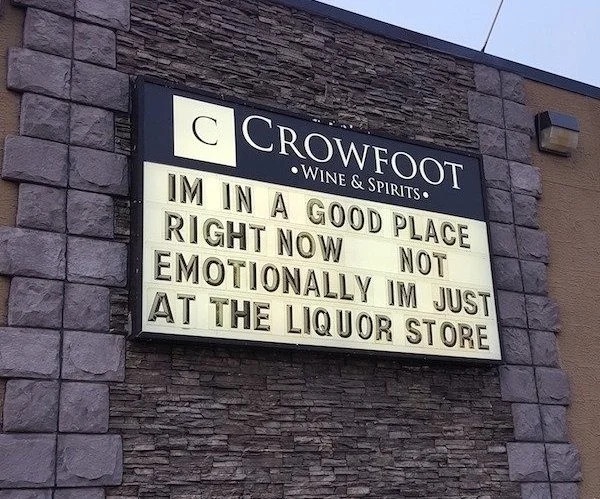 C CROWFOOT
•WINE & SPIRITS•
IM IN A GOOD PLACE
RIGHT NOW NOT
EMOTIONALLY IM JUST
AT THE LIQUOR STORE